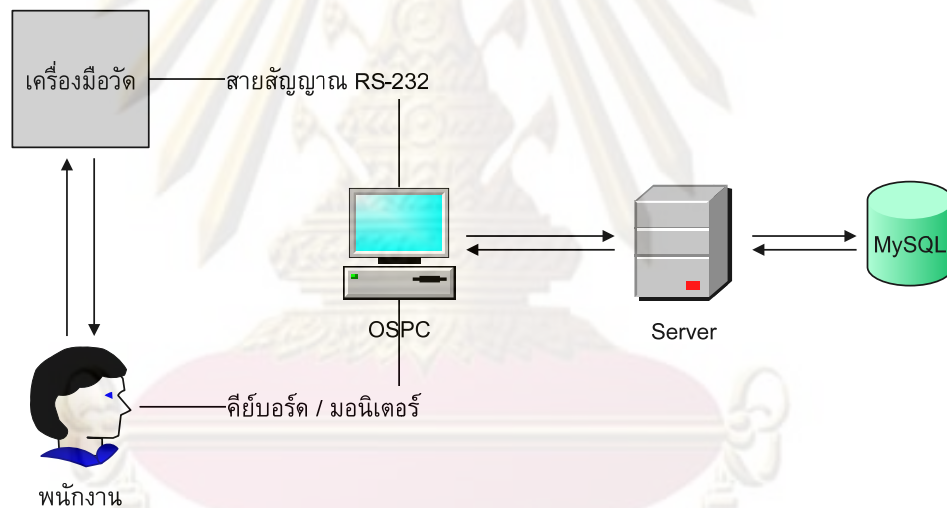 เครื่องมือวัด
สายสัญญาณ RS-232
MySQL
OSPC
Server
คีย์บอร์ด / มอนิเตอร์
พนักงาน